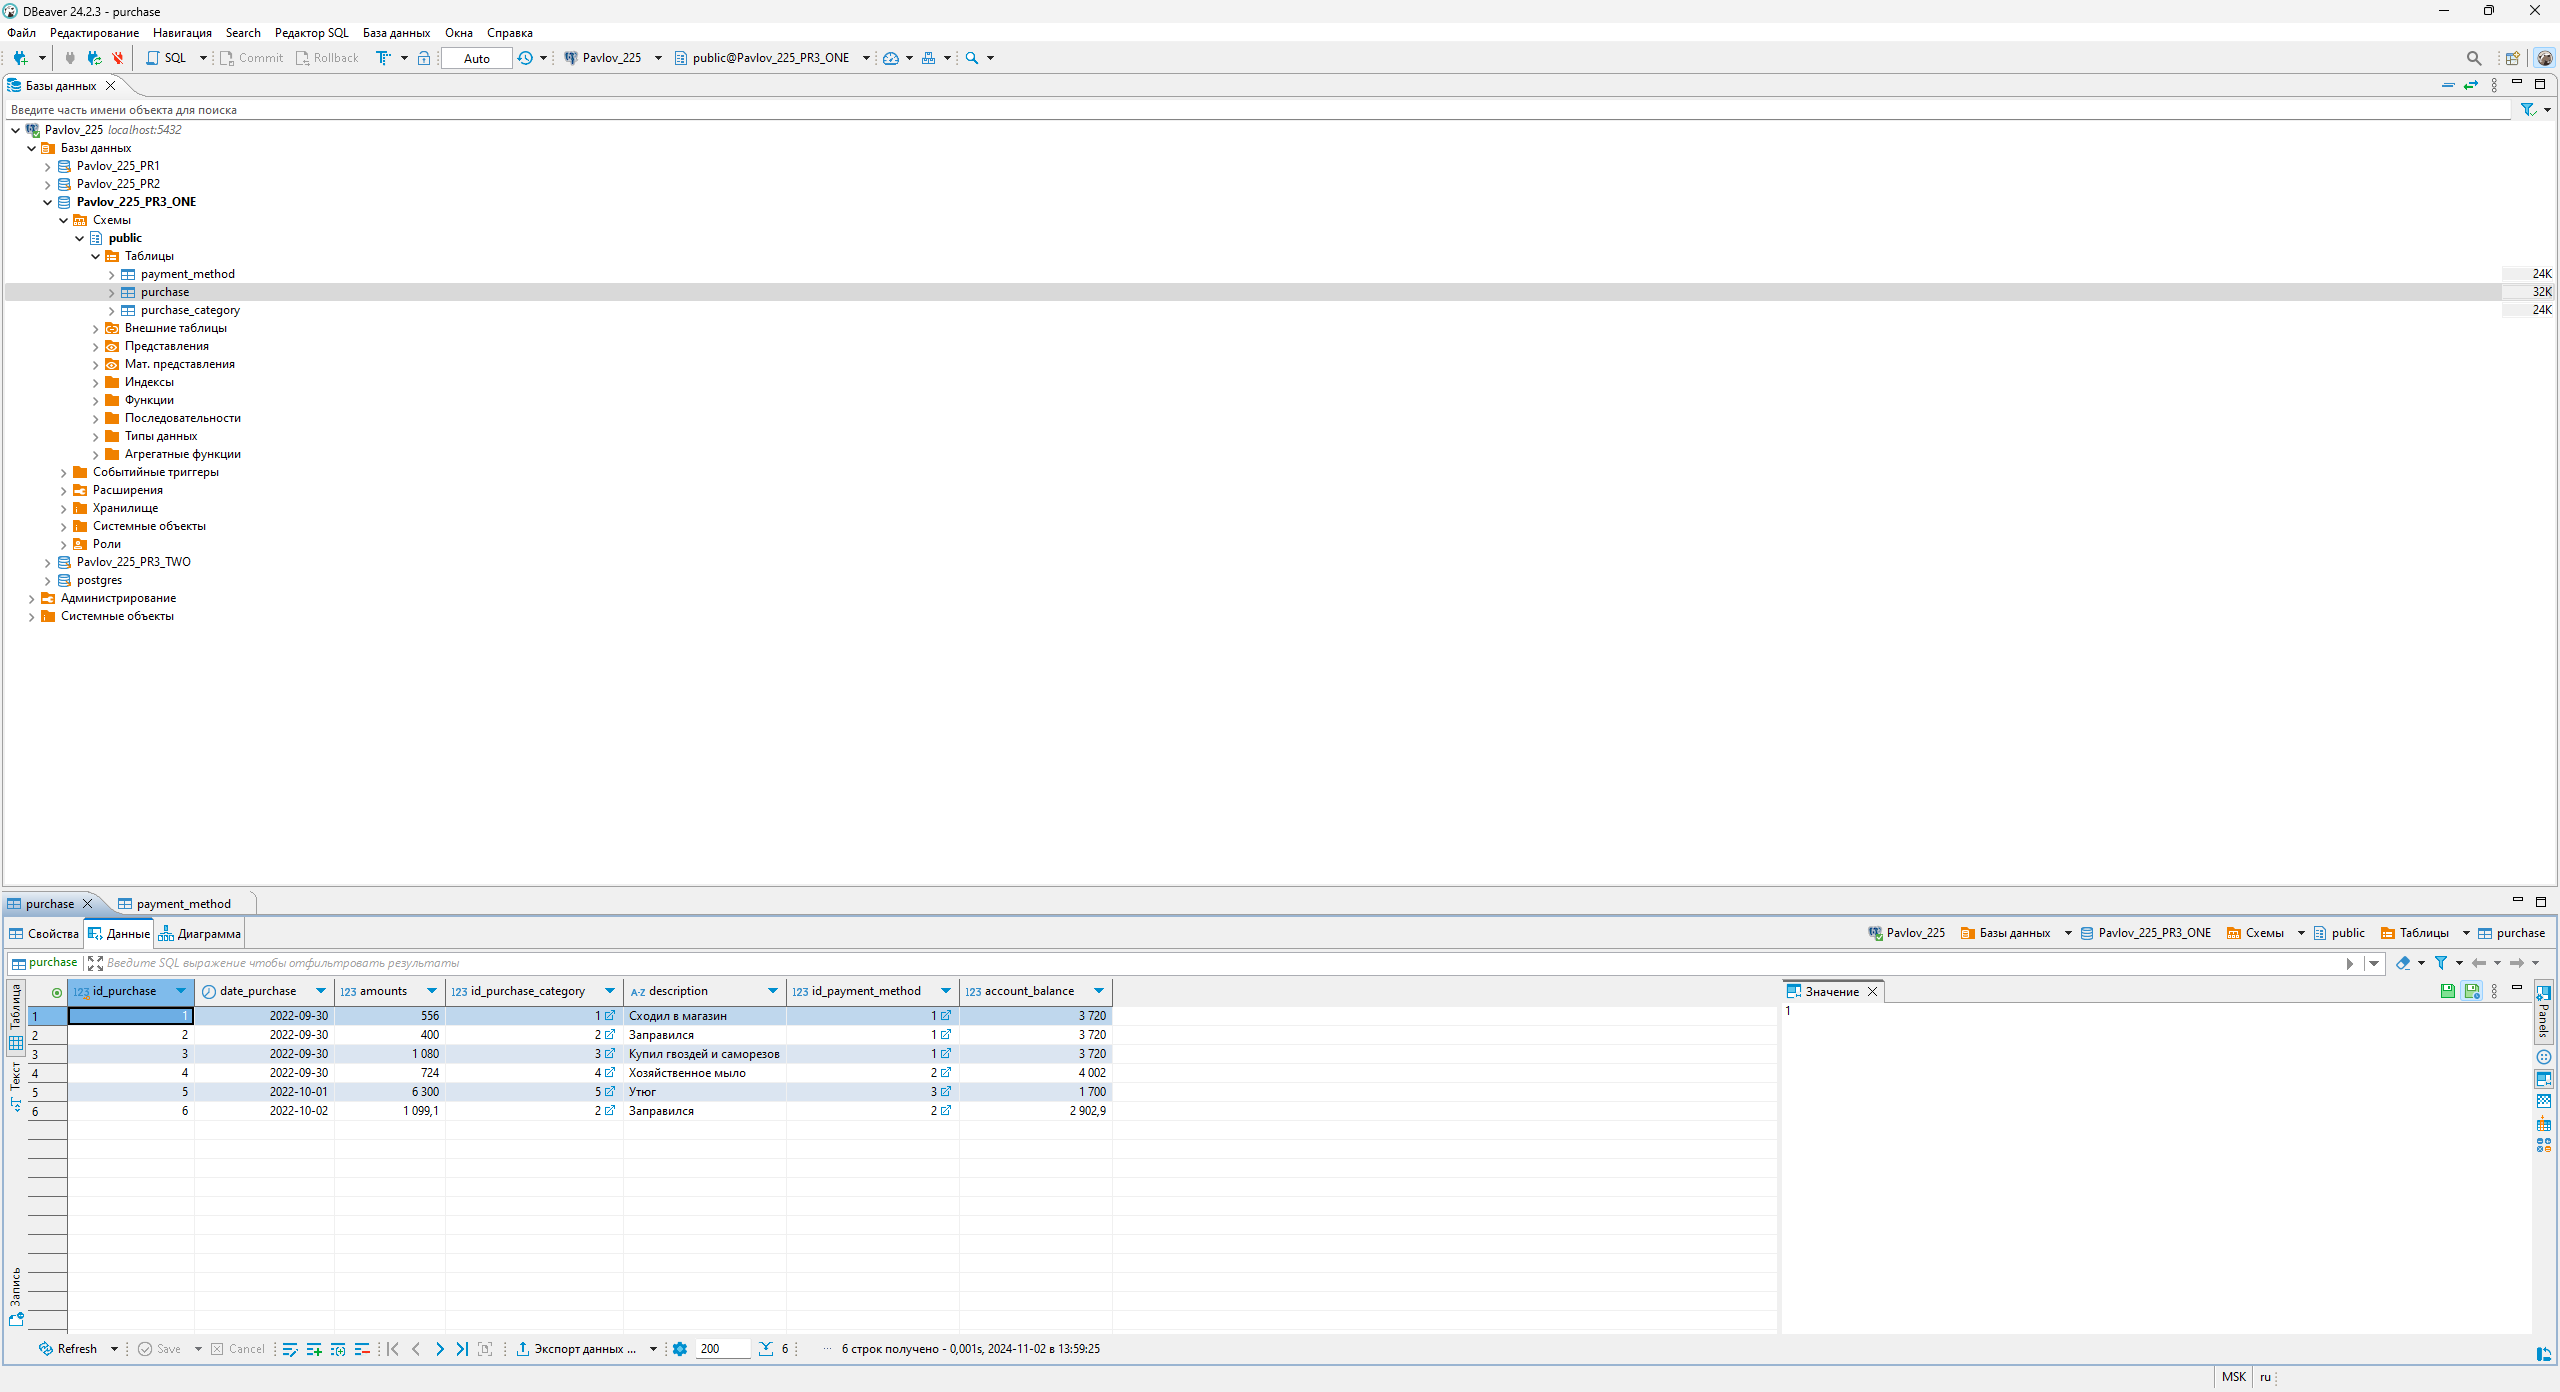 DBeaver 24.2.3 - purchase
Файл Редактирование Навигация Search Редактор SQL База данных Окна Справка
SQL Commit Rollback Auto Pavlov_225 public@Pavlov_225_PR3_ONE
Базы данных
Введите часть имени объекта для поиска
Pavlov_225 localhost:5432
Базы данных
Pavlov_225_PR1
Pavlov_225_PR2
Pavlov_225_PR3_ONE
Схемы
public
Таблицы
payment_method 24K
purchase 32K
purchase_category 24K
Внешние таблицы
Представления
Мат. представления
Индексы
Функции
Последовательности
Типы данных
Агрегатные функции
Событийные триггеры
Расширения
Хранилище
Системные объекты
Роли
Pavlov_225_PR3_TWO
postgres
Администрирование
Системные объекты
purchase payment_method
Свойства Данные Диаграмма Pavlov_225 Базы данных Pavlov_225_PR3_ONE Схемы public Таблицы purchase
purchase Введите SQL выражение чтобы отфильтровать результаты
Таблица
Текст
Запись
123 id_purchase date_purchase 123 amounts 123 id_purchase_category A-Z description 123 id_payment_method 123 account_balance
1 1 2022-09-30 556 1 Сходил в магазин 1 3 720
2 2 2022-09-30 400 2 Заправился 1 3 720
3 3 2022-09-30 1 080 3 Купил гвоздей и саморезов 1 3 720
4 4 2022-09-30 724 4 Хозяйственное мыло 2 4 002
5 5 2022-10-01 6 300 5 Утюг 3 1 700
6 6 2022-10-02 1 099,1 2 Заправился 2 2 902,9
Значение
1
Panels
Refresh Save Cancel Экспорт данных ... 200 6 ... 6 строк получено - 0,001s, 2024-11-02 в 13:59:25
MSK ru